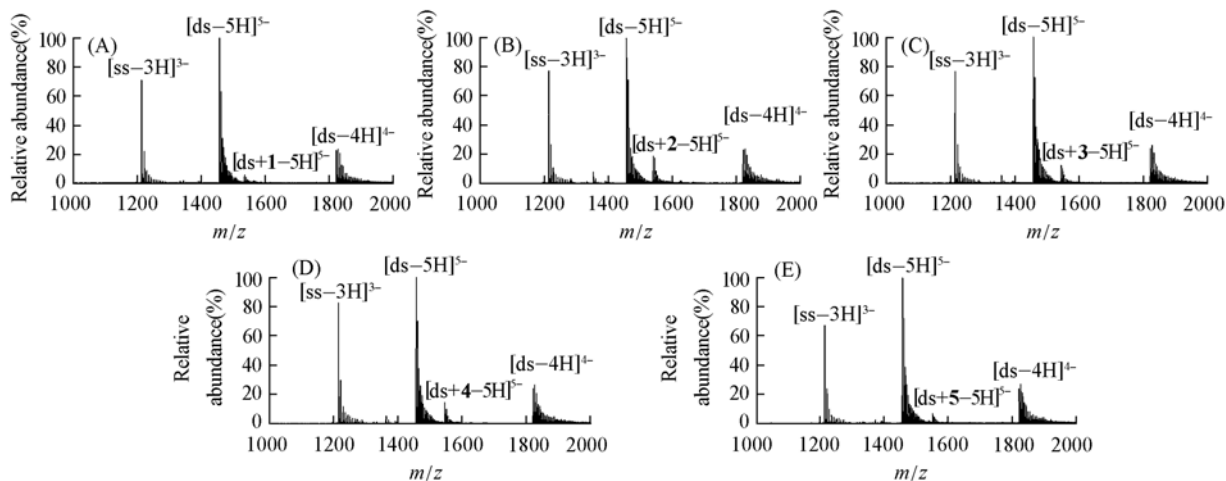 (A)
[ds−5H]⁵⁻
[ss−3H]³⁻
[ds+1−5H]⁵⁻
[ds−4H]⁴⁻
Relative abundance(%)
100
80
60
40
20
0
1000 1200 1400 1600 1800 2000
m/z
(B)
[ds−5H]⁵⁻
[ss−3H]³⁻
[ds+2−5H]⁵⁻
[ds−4H]⁴⁻
Relative abundance(%)
100
80
60
40
20
0
1000 1200 1400 1600 1800 2000
m/z
(C)
[ds−5H]⁵⁻
[ss−3H]³⁻
[ds+3−5H]⁵⁻
[ds−4H]⁴⁻
Relative abundance(%)
100
80
60
40
20
0
1000 1200 1400 1600 1800 2000
m/z
(D)
[ds−5H]⁵⁻
[ss−3H]³⁻
[ds+4−5H]⁵⁻
[ds−4H]⁴⁻
Relative
abundance(%)
100
80
60
40
20
0
1000 1200 1400 1600 1800 2000
m/z
(E)
[ds−5H]⁵⁻
[ss−3H]³⁻
[ds+5−5H]⁵⁻
[ds−4H]⁴⁻
Relative
abundance(%)
100
80
60
40
20
0
1000 1200 1400 1600 1800 2000
m/z